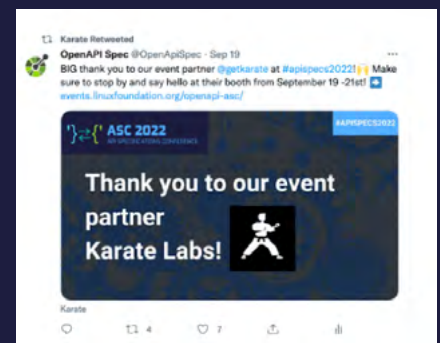 Karate Retweeted
OpenAPI Spec @OpenApiSpec · Sep 19
BIG thank you to our event partner @getkarate at #apispecs2022!🙌 Make
sure to stop by and say hello at their booth from September 19 -21st! ➡️
events.linuxfoundation.org/openapi-asc/
'}⇄{' ASC 2022
API SPECIFICATIONS CONFERENCE
#APISPECS2022
Thank you to our event
partner
Karate Labs!
Karate
4
7